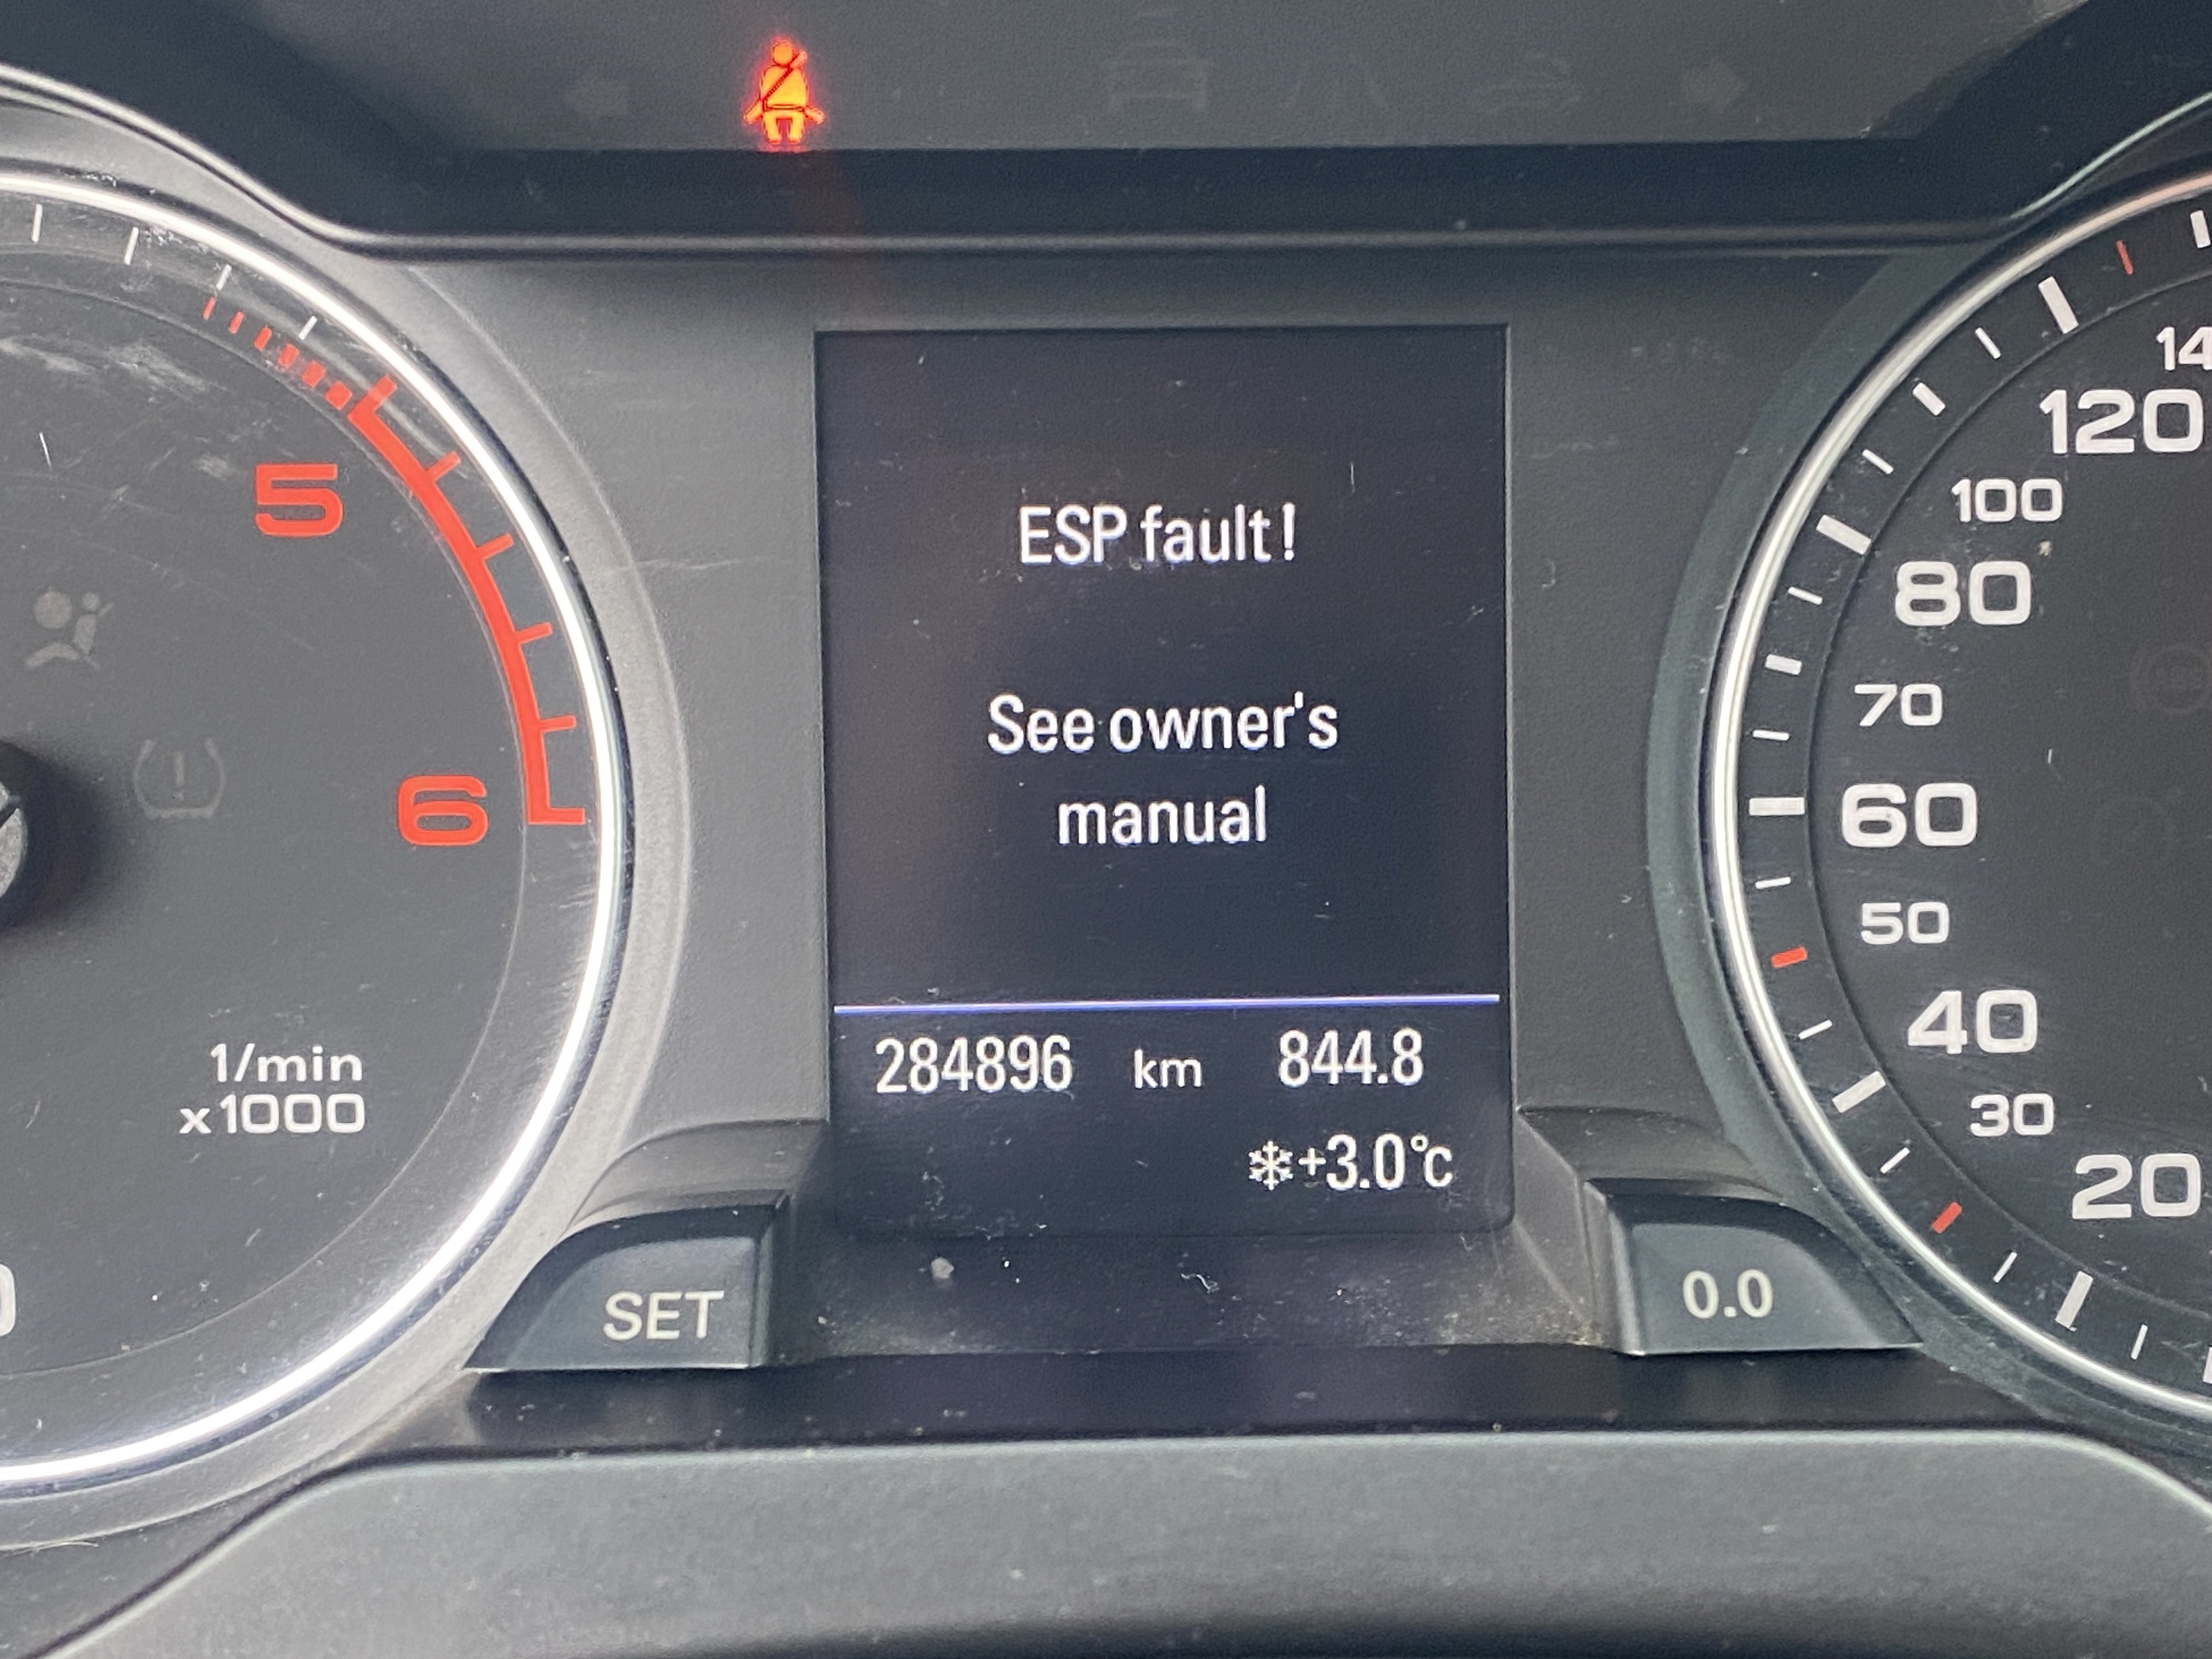 ESP fault!
See owner's
manual
284896 km 844.8
+3.0°C
5
6
1/min
x1000
SET
0.0
120
100
80
70
60
50
40
30
20